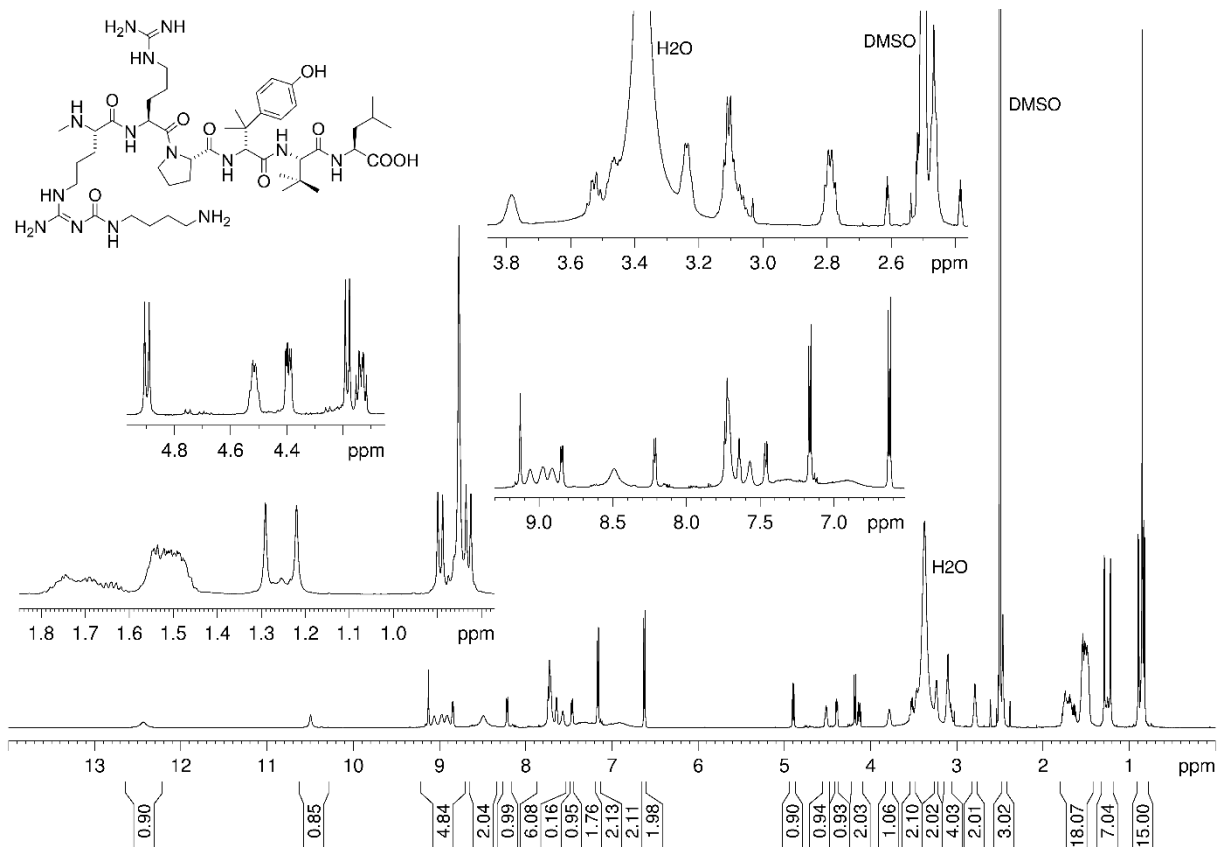 H2N NH
HN
OH
O
H
N
O
N
H
O
N
O
N
H
O
H
N
O
N
H
COOH
HN
O
NH2
H2N N N
H
H2O
DMSO
3.8 3.6 3.4 3.2 3.0 2.8 2.6 ppm
DMSO
4.8 4.6 4.4 ppm
9.0 8.5 8.0 7.5 7.0 ppm
1.8 1.7 1.6 1.5 1.4 1.3 1.2 1.1 1.0 ppm
H2O
13 12 11 10 9 8 7 6 5 4 3 2 1 ppm
0.90 0.85 4.84 2.04 0.99 6.08 0.16 0.95 1.76 2.13 2.11 1.98 0.90 0.94 0.93 2.03 1.06 2.10 2.02 4.03 2.01 3.02 18.07 7.04 15.00